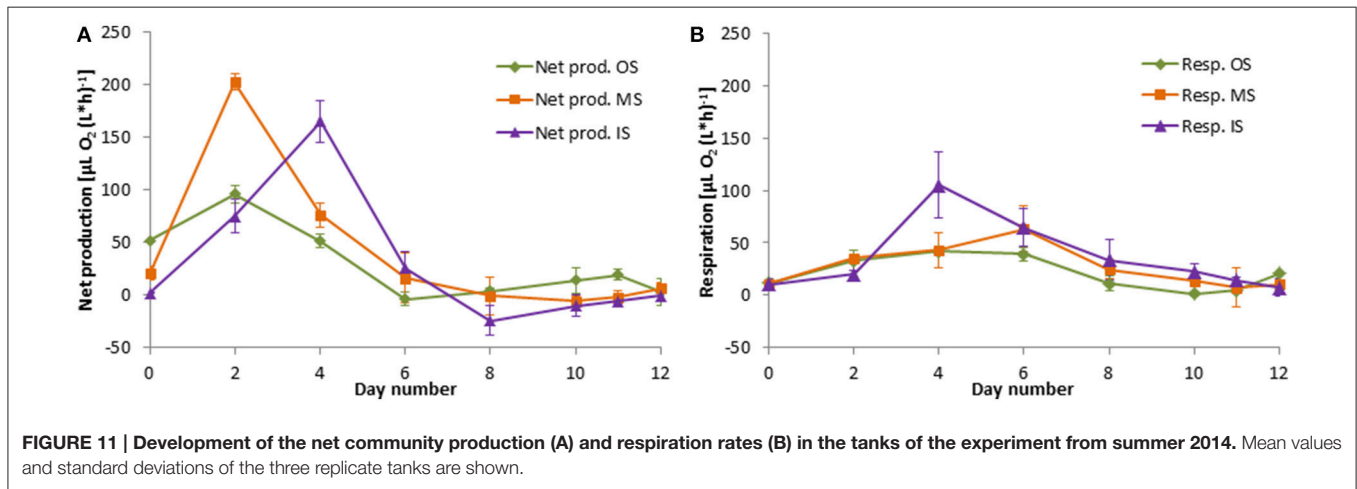 A
250
200
150
100
50
0
-50
Net production [µL O₂ (L*h)⁻¹]
Net prod. OS
Net prod. MS
Net prod. IS
0 2 4 6 8 10 12
Day number
B
250
200
150
100
50
0
-50
Respiration [µL O₂ (L*h)⁻¹]
Resp. OS
Resp. MS
Resp. IS
0 2 4 6 8 10 12
Day number
FIGURE 11 | Development of the net community production (A) and respiration rates (B) in the tanks of the experiment from summer 2014. Mean values
and standard deviations of the three replicate tanks are shown.